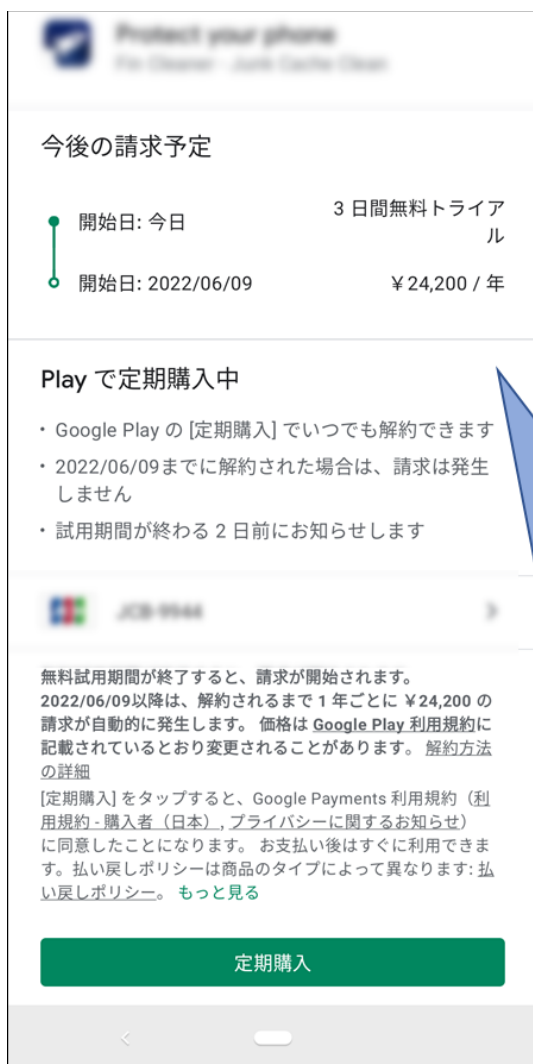 Protect your phone
Fin Cleaner - Junk Cache Clean
今後の請求予定
開始日: 今日
3 日間無料トライア
ル
開始日: 2022/06/09
￥24,200 / 年
Play で定期購入中
・ Google Play の [定期購入] でいつでも解約できます
・ 2022/06/09までに解約された場合は、請求は発生
しません
・ 試用期間が終わる 2 日前にお知らせします
JCB-9944
無料試用期間が終了すると、請求が開始されます。
2022/06/09以降は、解約されるまで 1 年ごとに ￥24,200 の
請求が自動的に発生します。 価格は Google Play 利用規約に
記載されているとおり変更されることがあります。 解約方法
の詳細
[定期購入] をタップすると、Google Payments 利用規約（利
用規約 - 購入者（日本）, プライバシーに関するお知らせ）
に同意したことになります。 お支払い後はすぐに利用できま
す。払い戻しポリシーは商品のタイプによって異なります: 払
い戻しポリシー。 もっと見る
定期購入